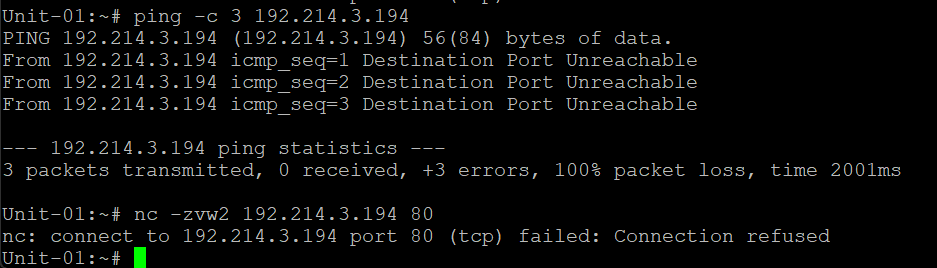 Unit-01:~# ping -c 3 192.214.3.194
PING 192.214.3.194 (192.214.3.194) 56(84) bytes of data.
From 192.214.3.194 icmp_seq=1 Destination Port Unreachable
From 192.214.3.194 icmp_seq=2 Destination Port Unreachable
From 192.214.3.194 icmp_seq=3 Destination Port Unreachable

--- 192.214.3.194 ping statistics ---
3 packets transmitted, 0 received, +3 errors, 100% packet loss, time 2001ms

Unit-01:~# nc -zvw2 192.214.3.194 80
nc: connect to 192.214.3.194 port 80 (tcp) failed: Connection refused
Unit-01:~#